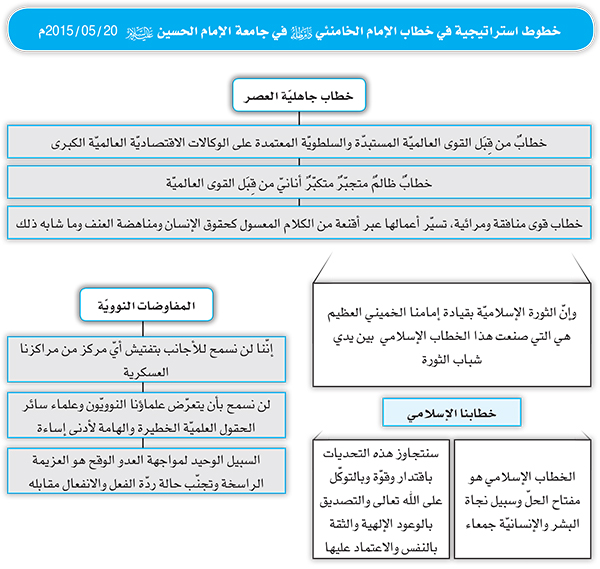 خطوط استراتيجية في خطاب الإمام الخامنئي دام ظله في جامعة الإمام الحسين عليه السلام 20/05/2015م
خطاب جاهليّة العصر
خطابٌ من قِبَل القوى العالميّة المستبدّة والسلطويّة المعتمدة على الوكالات الاقتصاديّة العالميّة الكبرى
خطابٌ ظالمٌ متجبّرٌ متكبّرٌ أنانيّ من قِبَل القوى العالميّة
خطاب قوى منافقة ومرائية، تسيّر أعمالها عبر أقنعة من الكلام المعسول كحقوق الإنسان ومناهضة العنف وما شابه ذلك
وإنّ الثورة الإسلاميّة بقيادة إمامنا الخميني العظيم
هي التي صنعت هذا الخطاب الإسلامي بين يدي
شباب الثورة
خطابنا الإسلامي
الخطاب الإسلامي هو
مفتاح الحلّ وسبيل نجاة
البشر والإنسانيّة جمعاء
سنتجاوز هذه التحديات
باقتدار وقوّة وبالتوكّل
على الله تعالى والتصديق
بالوعود الإلهية والثقة
بالنفس والاعتماد عليها
المفاوضات النوويّة
إنّنا لن نسمح للأجانب بتفتيش أيّ مركز من مراكزنا
العسكرية
لن نسمح بأن يتعرّض علماؤنا النوويّون وعلماء سائر
الحقول العلميّة الخطيرة والهامة لأدنى إساءة
السبيل الوحيد لمواجهة العدو الوقح هو العزيمة
الراسخة وتجنّب حالة ردّة الفعل والانفعال مقابله